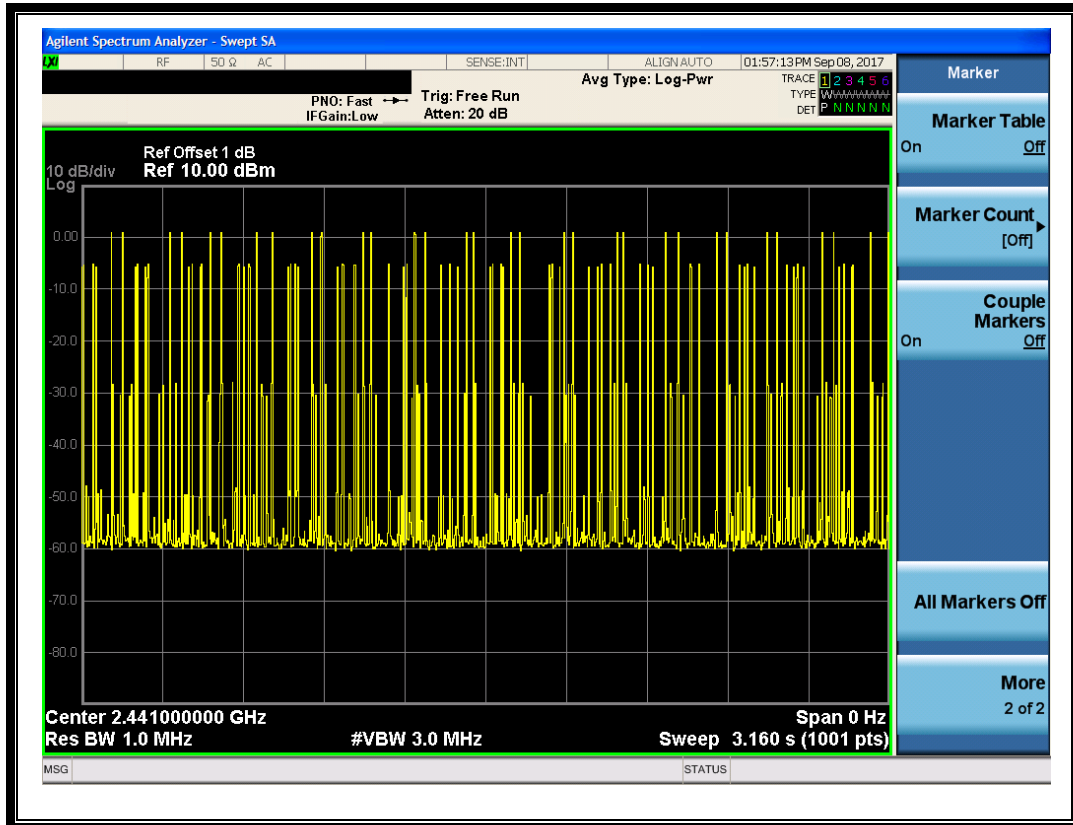 Agilent Spectrum Analyzer - Swept SA
LXI RF 50 Ω AC SENSE:INT ALIGN AUTO 01:57:13 PM Sep 08, 2017
PNO: Fast
IFGain:Low
Trig: Free Run
Atten: 20 dB
Avg Type: Log-Pwr
TRACE 1 2 3 4 5 6
TYPE
DET P N N N N N
Ref Offset 1 dB
10 dB/div Ref 10.00 dBm
Log
0.00
-10.0
-20.0
-30.0
-40.0
-50.0
-60.0
-70.0
-80.0
Center 2.441000000 GHz Span 0 Hz
Res BW 1.0 MHz #VBW 3.0 MHz Sweep 3.160 s (1001 pts)
MSG STATUS
Marker
Marker Table
On Off
Marker Count
[Off]
Couple
Markers
On Off
All Markers Off
More
2 of 2